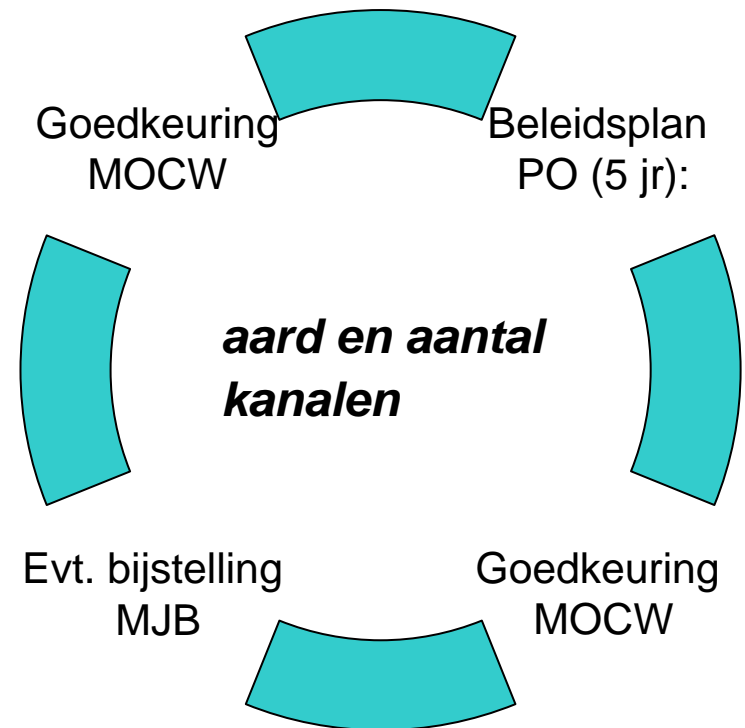 Goedkeuring
MOCW
Beleidsplan
PO (5 jr):
aard en aantal
kanalen
Evt. bijstelling
MJB
Goedkeuring
MOCW